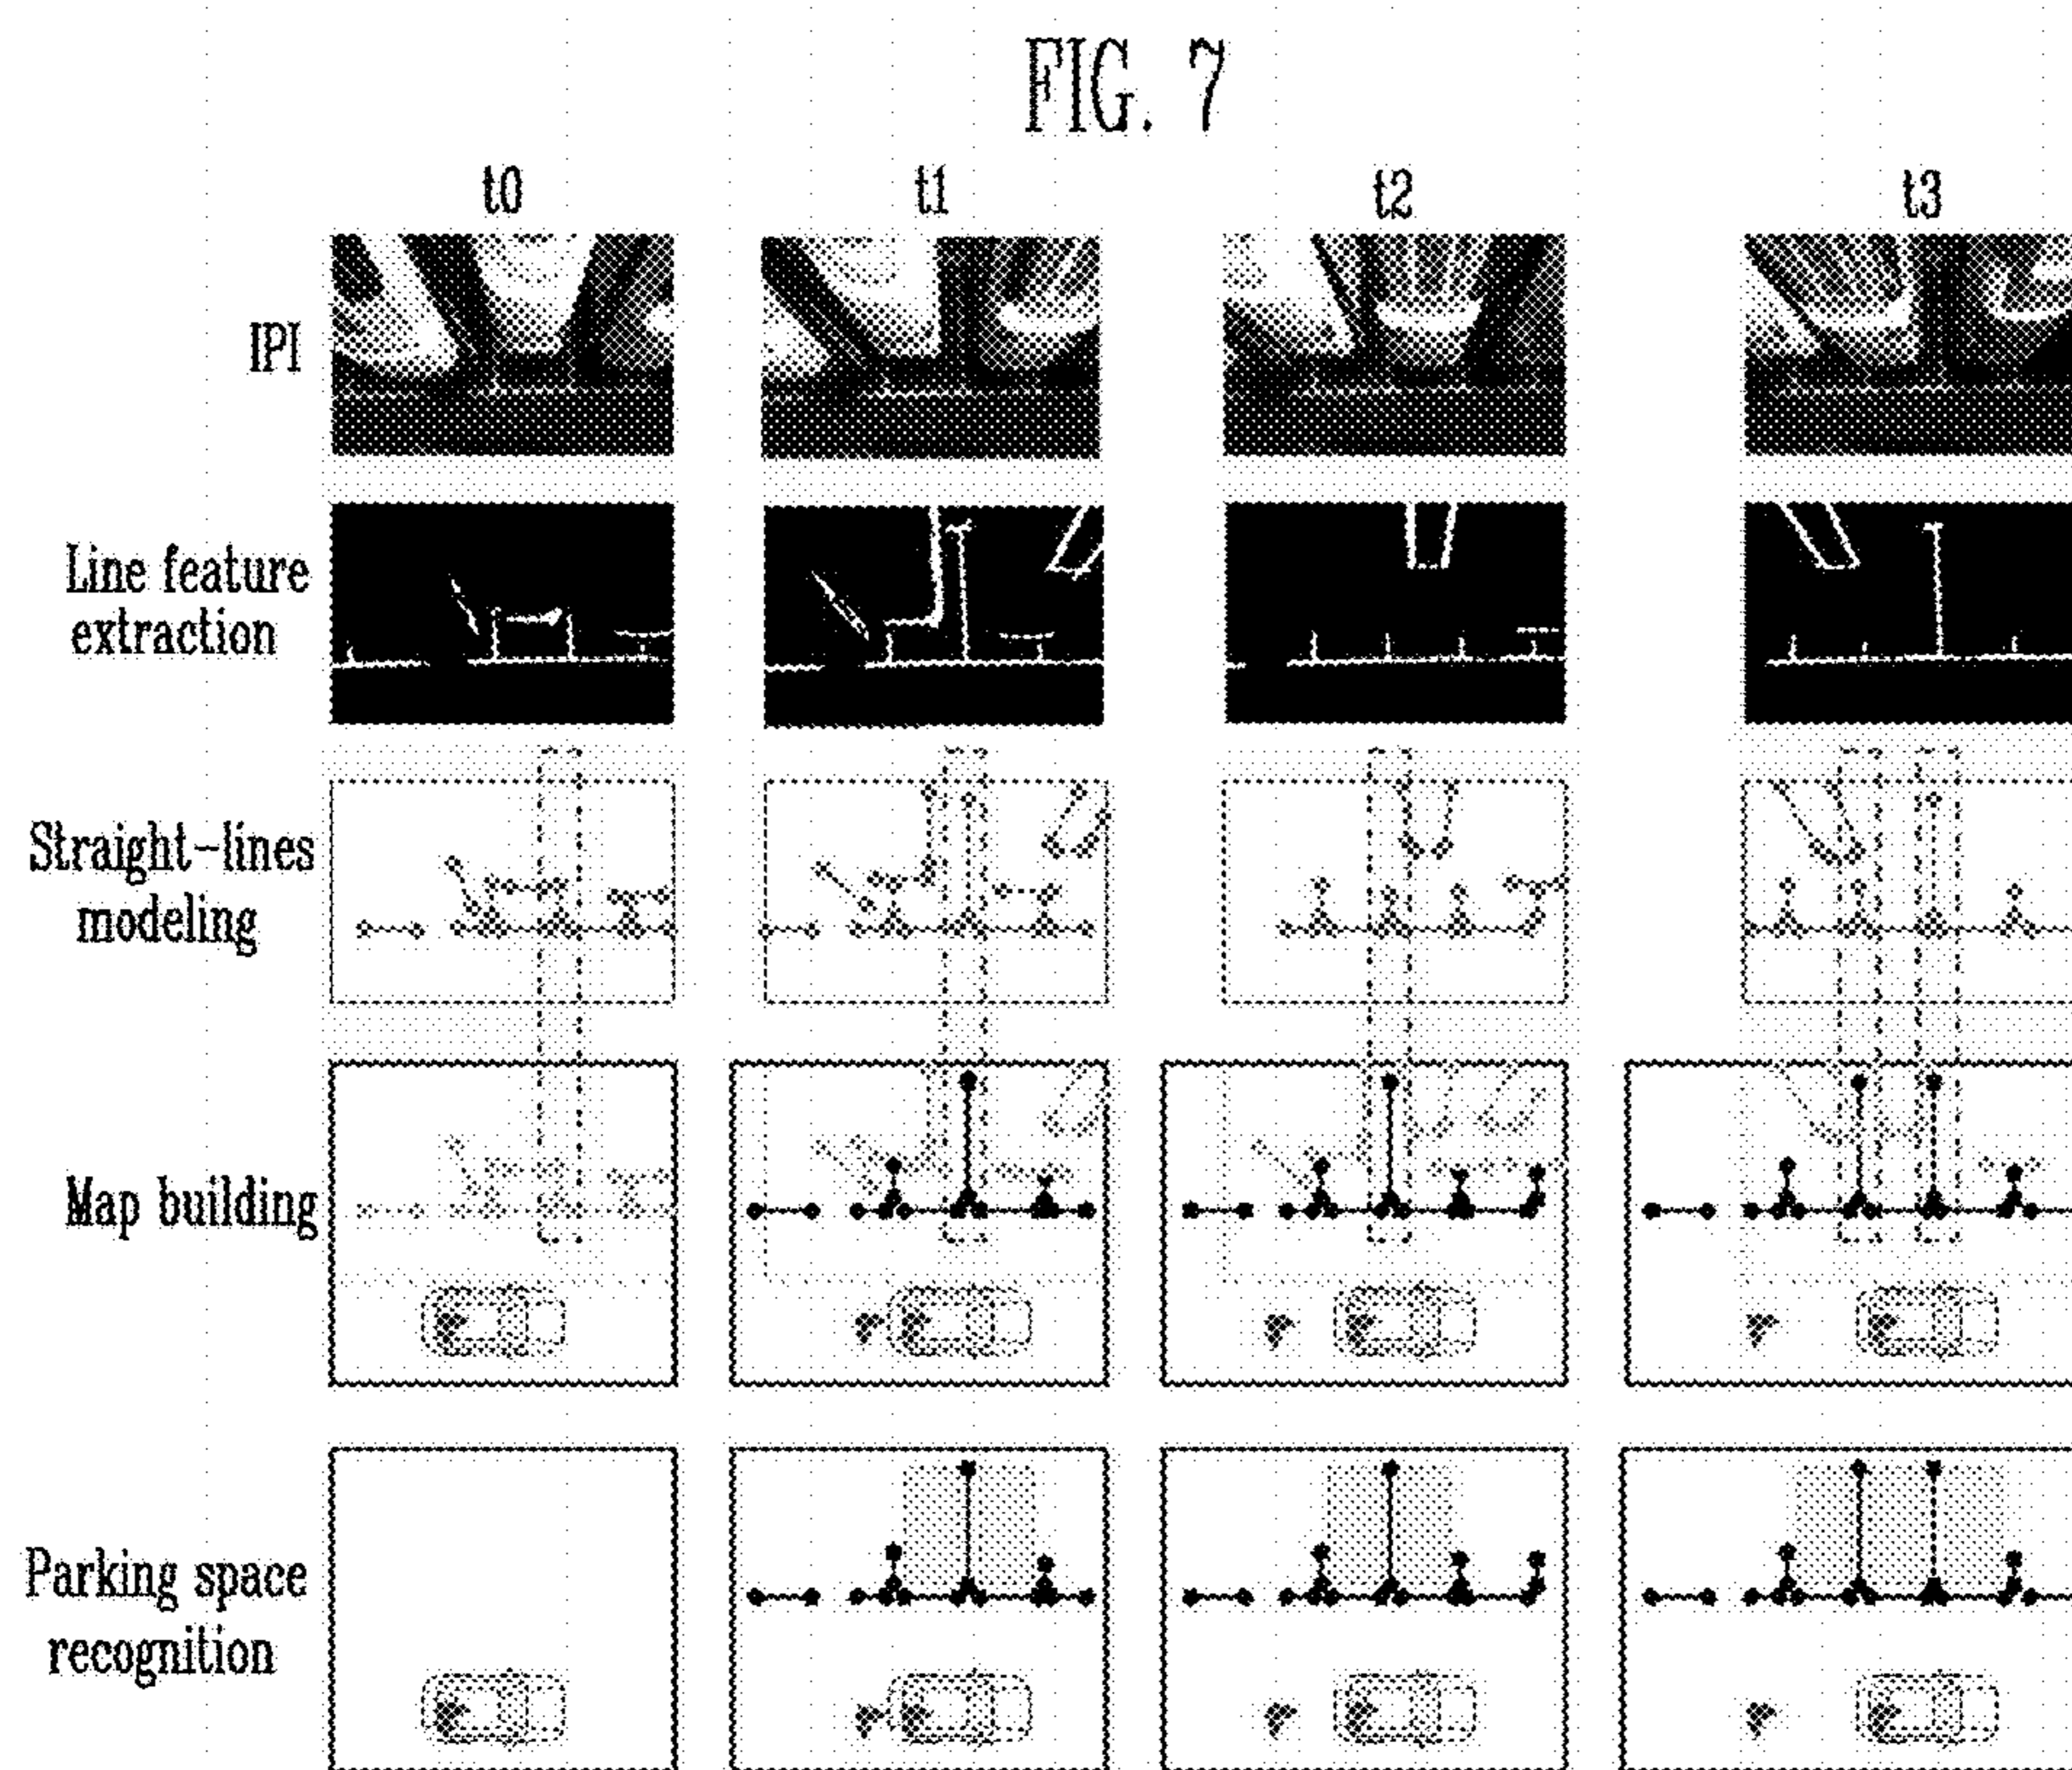 FIG. 7
t0 t1 t2 t3
IPI
Line feature
extraction
Straight-lines
modeling
Map building
Parking space
recognition